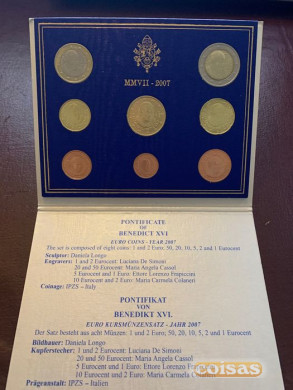 MMVII - 2007
PONTIFICATE
OF
BENEDICT XVI
EURO COINS - YEAR 2007
The set is comprised of eight coins: 1 and 2 Euro; 50, 20, 10, 5, 2 and 1 Eurocent
Sculptor: Daniela Longo
Engravers: 1 and 2 Eurocent: Luciana De Simoni
20 and 50 Eurocent: Maria Angela Cassol
5 Eurocent and 1 Euro: Ettore Lorenzo Frapiccini
10 Eurocent and 2 Euro: Maria Carmela Colaneri
Coinage: IPZS – Italy
PONTIFIKAT
VON
BENEDIKT XVI.
EURO KURSMÜNZENSATZ - JAHR 2007
Der Satz besteht aus acht Münzen: 1 und 2 Euro; 50, 20, 10, 5, 2 und 1 Eurocent
Bildhauer: Daniela Longo
Kupferstecher: 1 und 2 Eurocent: Luciana De Simoni
20 und 50 Eurocent: Maria Angela Cassol
5 Eurocent und 1 Euro: Ettore Lorenzo Frapiccini
10 Eurocent und 2 Euro: Maria Carmela Colaneri
Prägeanstalt: IPZS – Italien
coisas